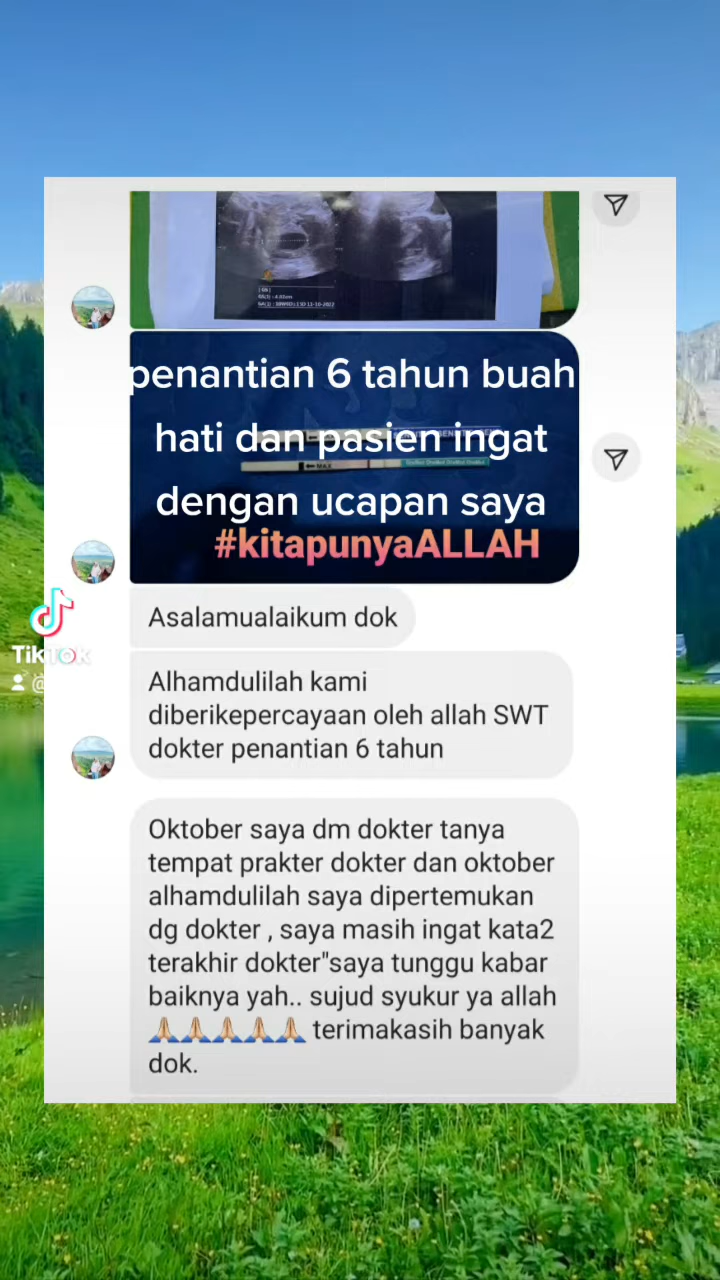 penantian 6 tahun buah
hati dan pasien ingat
MAX
dengan ucapan saya
#kitapunyaALLAH
Asalamualaikum dok
Alhamdulilah kami
diberikepercayaan oleh allah SWT
dokter penantian 6 tahun
Oktober saya dm dokter tanya
tempat prakter dokter dan oktober
alhamdulilah saya dipertemukan
dg dokter , saya masih ingat kata2
terakhir dokter"saya tunggu kabar
baiknya yah.. sujud syukur ya allah
🙏🏻🙏🏻🙏🏻🙏🏻🙏🏻 terimakasih banyak
dok.
TikTok
@